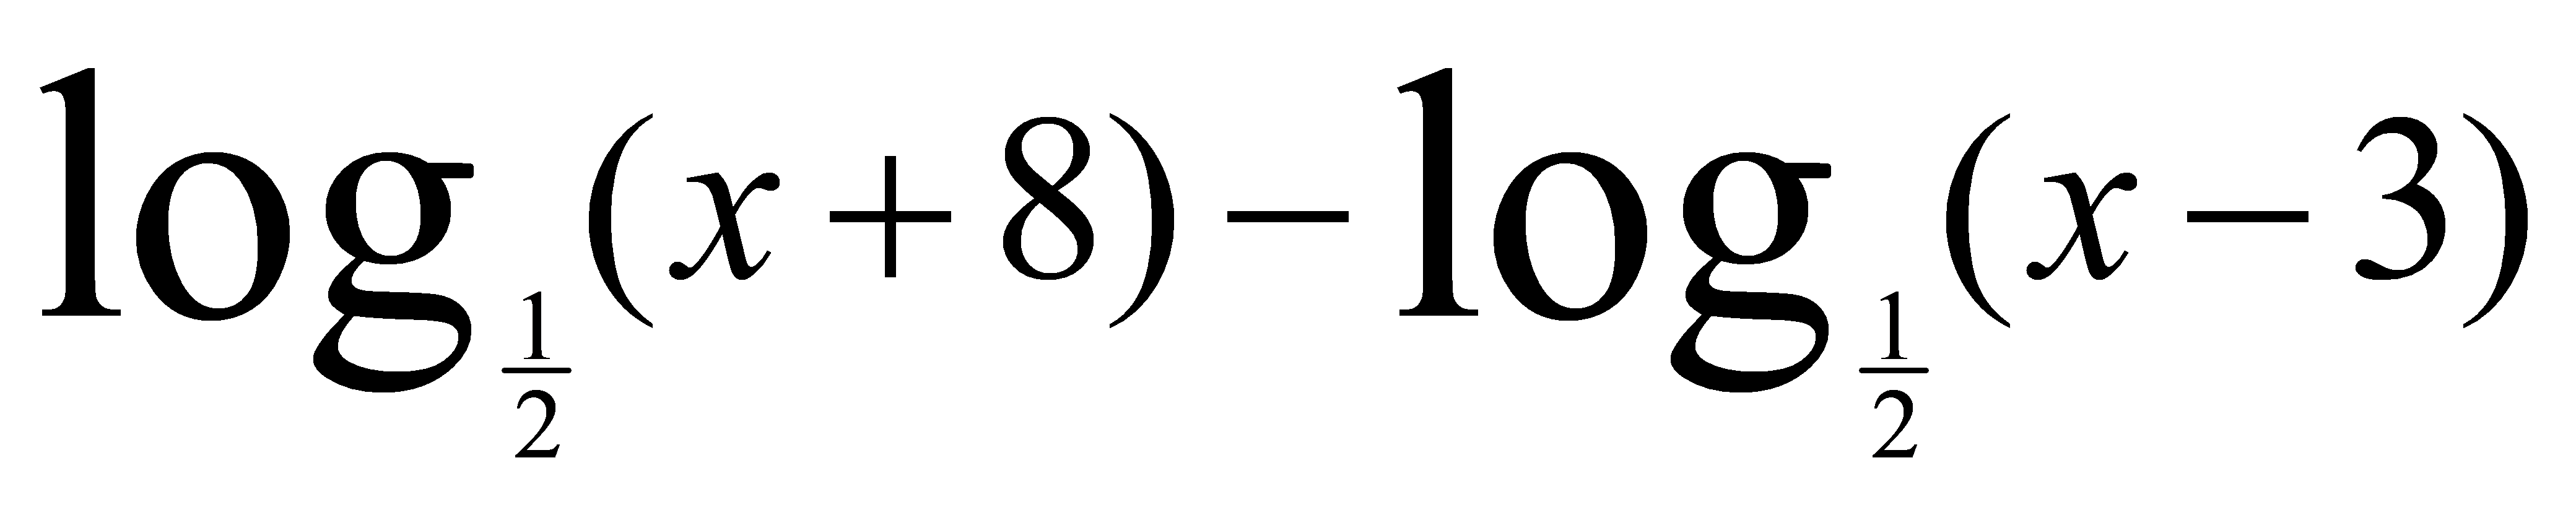 log_{1/2}(x + 8) − log_{1/2}(x − 3)